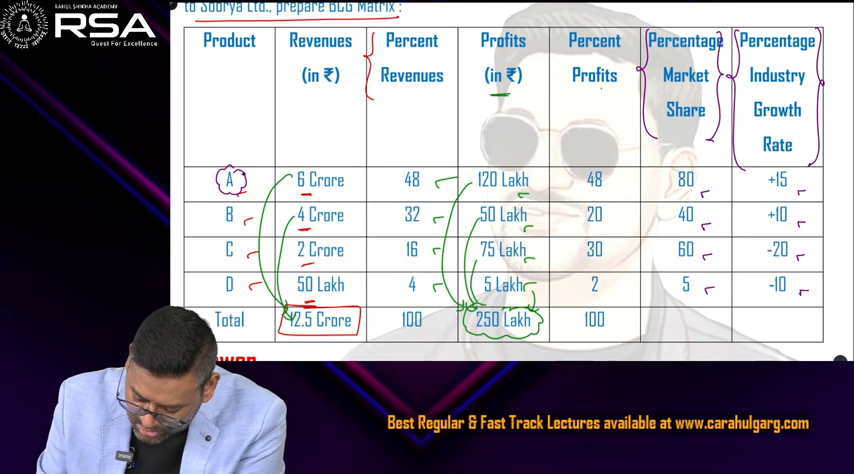 RAHUL SHIKHA ACADEMY
RSA
Quest For Excellence
to Soorya Ltd., prepare BCG Matrix :
Product Revenues (in ₹) Percent Revenues Profits (in ₹) Percent Profits Percentage Market Share Percentage Industry Growth Rate
A 6 Crore 48 120 Lakh 48 80 +15
B 4 Crore 32 50 Lakh 20 40 +10
C 2 Crore 16 75 Lakh 30 60 -20
D 50 Lakh 4 5 Lakh 2 5 -10
Total 12.5 Crore 100 250 Lakh 100
Best Regular & Fast Track Lectures available at www.carahulgarg.com